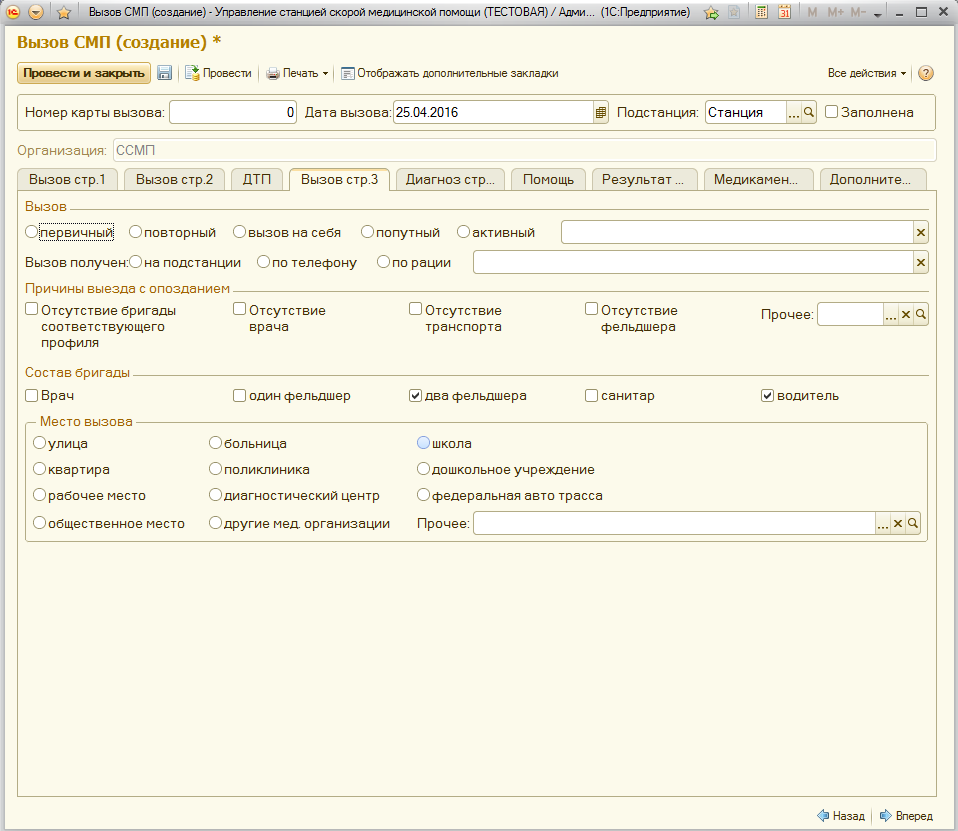 Вызов СМП (создание) - Управление станцией скорой медицинской помощи (ТЕСТОВАЯ) / Адми... (1С:Предприятие) 31 M M+ M-
Вызов СМП (создание) *
Провести и закрыть Провести Печать Отображать дополнительные закладки Все действия ?
Номер карты вызова: 0 Дата вызова: 25.04.2016 Подстанция: Станция ... Заполнена
Организация: ССМП
Вызов стр.1 Вызов стр.2 ДТП Вызов стр.3 Диагноз стр... Помощь Результат ... Медикамен... Дополните...
Вызов
первичный повторный вызов на себя попутный активный
Вызов получен: на подстанции по телефону по рации
Причины выезда с опозданием
Отсутствие бригады Отсутствие Отсутствие Отсутствие Прочее: ...
соответствующего врача транспорта фельдшера
профиля
Состав бригады
Врач один фельдшер два фельдшера санитар водитель
Место вызова
улица больница школа
квартира поликлиника дошкольное учреждение
рабочее место диагностический центр федеральная авто трасса
общественное место другие мед. организации Прочее: ...
Назад Вперед